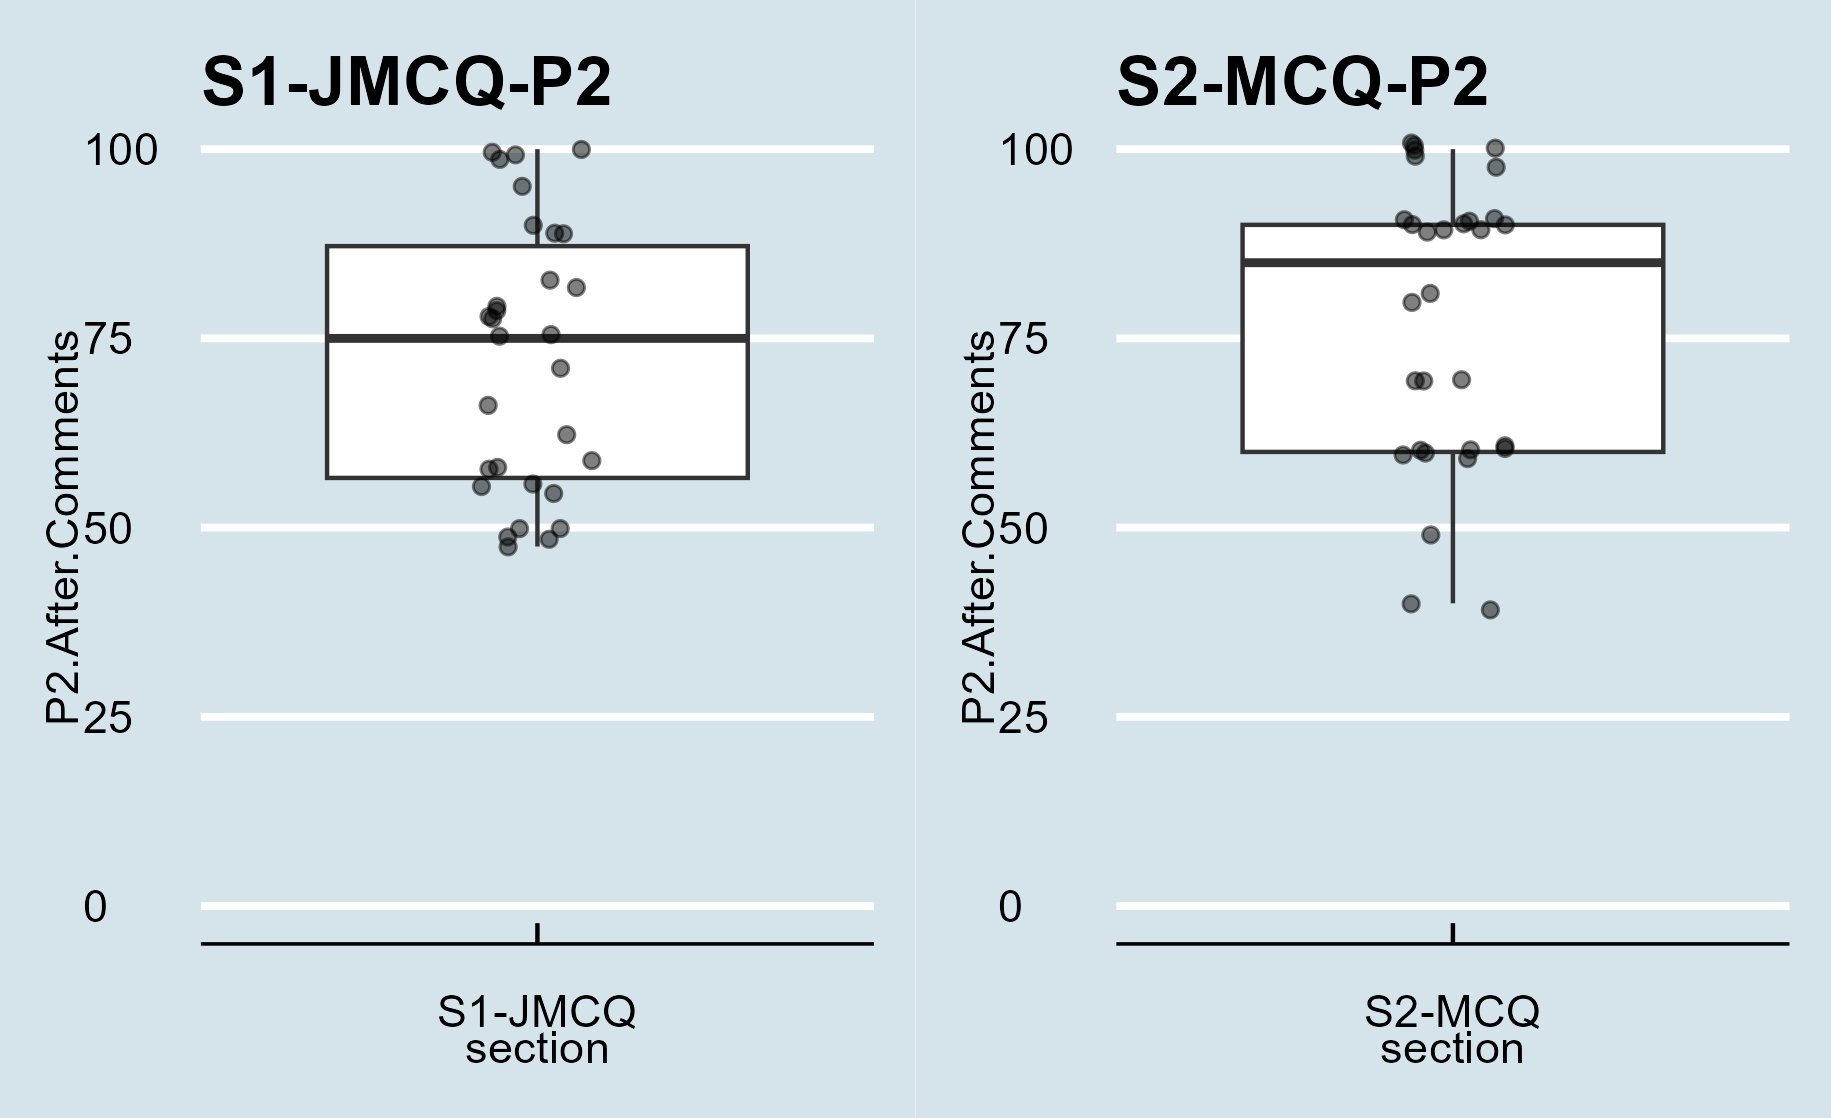 S1-JMCQ-P2
100
75
50
25
0
P2.After.Comments
S1-JMCQ
section
S2-MCQ-P2
100
75
50
25
0
P2.After.Comments
S2-MCQ
section